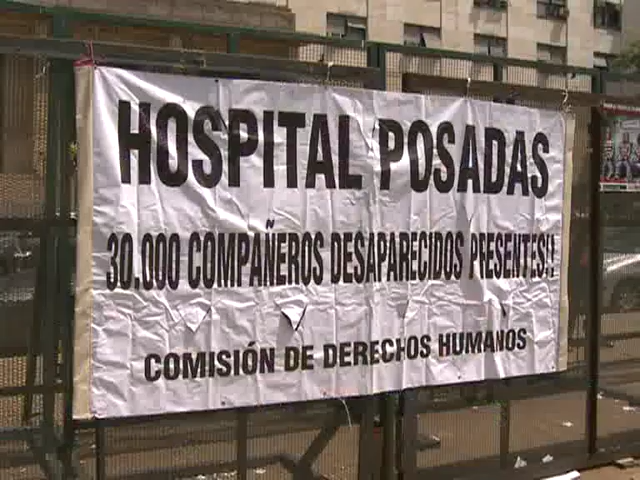 HOSPITAL POSADAS
30.000 COMPAÑEROS DESAPARECIDOS PRESENTES!!
COMISIÓN DE DERECHOS HUMANOS